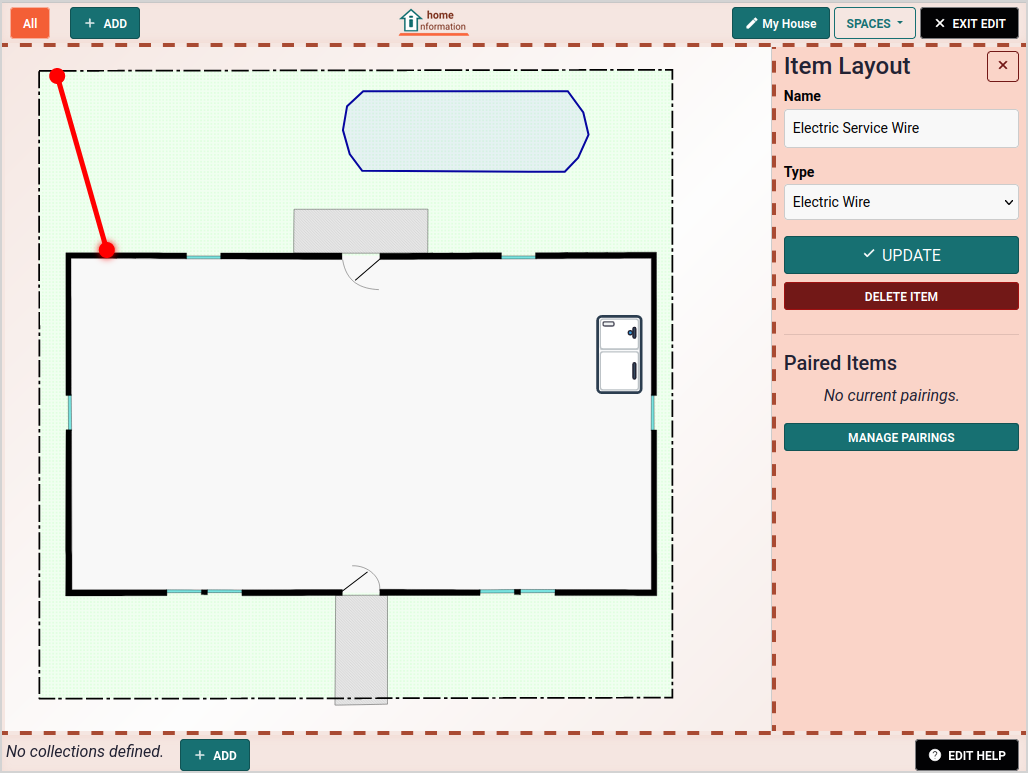 All
+ ADD
home
information
My House
SPACES
× EXIT EDIT
Item Layout
×
Name
Electric Service Wire
Type
Electric Wire
✓ UPDATE
DELETE ITEM
Paired Items
No current pairings.
MANAGE PAIRINGS
No collections defined.
+ ADD
? EDIT HELP